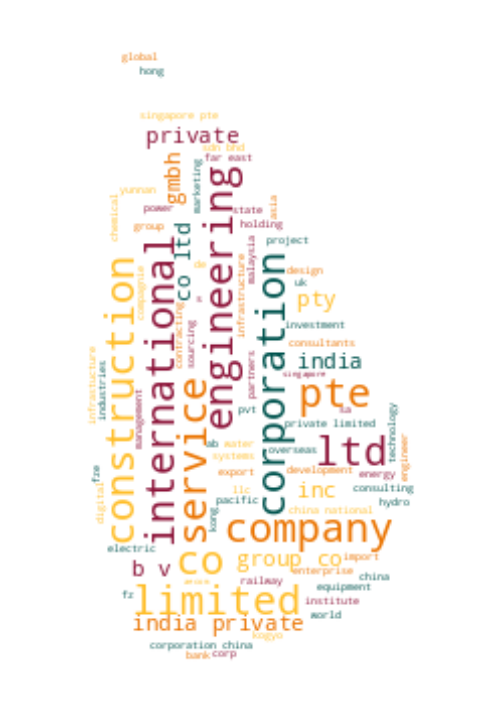 global
hong
singapore pte
private
sdn bhd
far east
gmbh
marketing
yunnan
chemical
power
group
state
holding
asia
engineering
international
co ltd
construction
corporation
project
malaysia
infrastructure
compagnie
de
design
uk
pty
contracting
sourcing
investment
consultants
india
partners
singapore
infrastucture
industries
management
service
pte
pvt
sa
private limited
technology
engineer
ltd
ab
water
systems
overseas
export
development
energy
consulting
fze
digital
llc
inc
pacific
hydro
kong
china national
company
electric
co
group co
import
b v
enterprise
china
railway
equipment
fz
limited
institute
world
india private
kogyo
corporation china
bank
corp